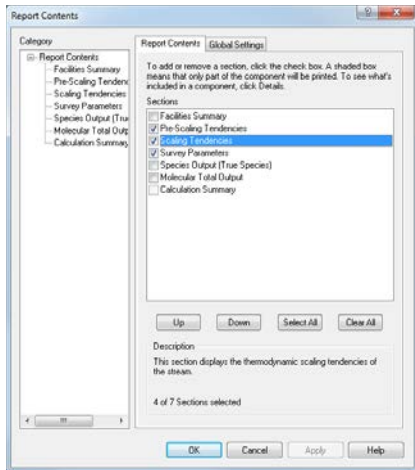 Report Contents
Category
Report Contents
Facilities Summary
Pre-Scaling Tendenc
Scaling Tendencies
Survey Parameters
Species Output (Tru
Molecular Total Outp
Calculation Summary
Report Contents
Global Settings
To add or remove a section, click the check box. A shaded box
means that only part of the component will be printed. To see what's
included in a component, click Details.
Sections
Facilities Summary
Pre-Scaling Tendencies
Scaling Tendencies
Survey Parameters
Species Output (True Species)
Molecular Total Output
Calculation Summary
Up
Down
Select All
Clear All
Description
This section displays the thermodynamic scaling tendencies of
the stream.
4 of 7 Sections selected
OK
Cancel
Apply
Help